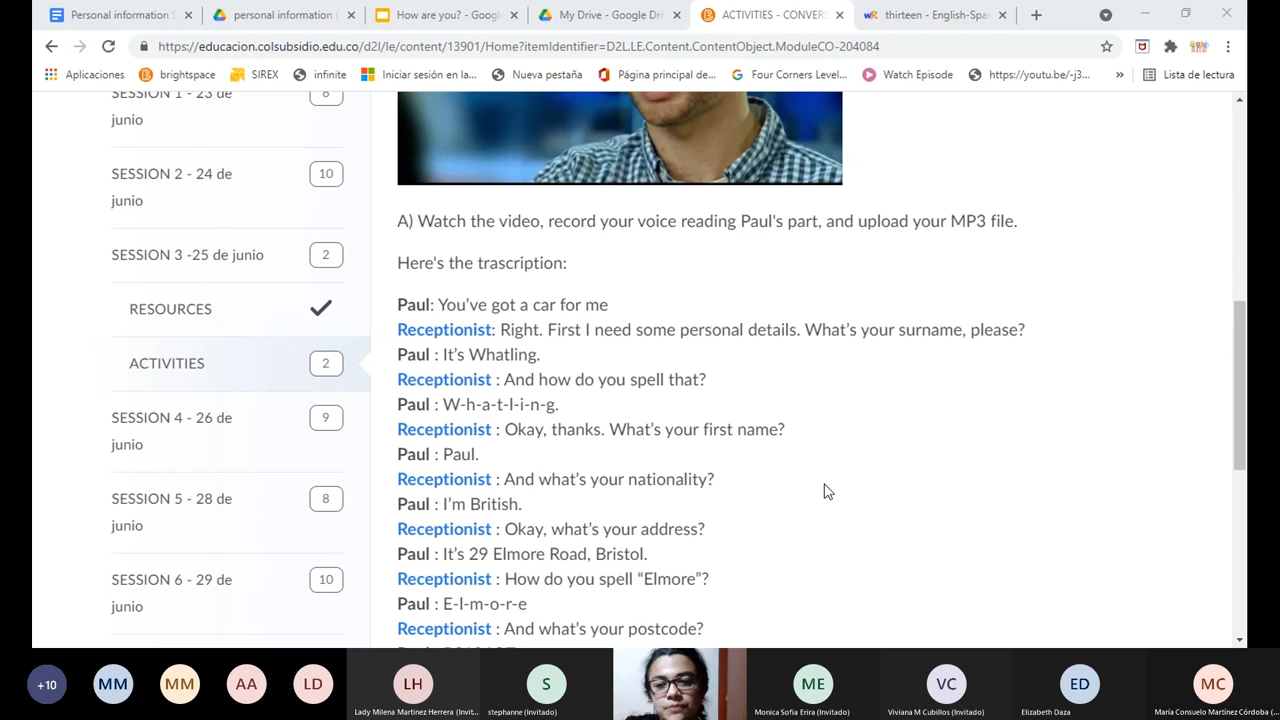 Personal information S
personal information (
How are you? - Google
My Drive - Google Dri
ACTIVITIES - CONVERS
thirteen - English-Spa
https://educacion.colsubsidio.edu.co/d2l/le/content/13901/Home?itemIdentifier=D2L.LE.Content.ContentObject.ModuleCO-204084
Aplicaciones
brightspace
SIREX
infinite
Iniciar sesión en la...
Nueva pestaña
Página principal de...
Four Corners Level...
Watch Episode
https://youtu.be/-j3...
»
Lista de lectura
SESSION 1 - 23 de
junio
SESSION 2 - 24 de
junio
10
SESSION 3 -25 de junio
2
RESOURCES
ACTIVITIES
2
SESSION 4 - 26 de
junio
9
SESSION 5 - 28 de
junio
8
SESSION 6 - 29 de
junio
10
A) Watch the video, record your voice reading Paul's part, and upload your MP3 file.
Here's the trascription:
Paul: You've got a car for me
Receptionist: Right. First I need some personal details. What's your surname, please?
Paul : It's Whatling.
Receptionist : And how do you spell that?
Paul : W-h-a-t-l-i-n-g.
Receptionist : Okay, thanks. What's your first name?
Paul : Paul.
Receptionist : And what's your nationality?
Paul : I'm British.
Receptionist : Okay, what's your address?
Paul : It's 29 Elmore Road, Bristol.
Receptionist : How do you spell “Elmore”?
Paul : E-l-m-o-r-e
Receptionist : And what's your postcode?
+10
MM
MM
AA
LD
LH
Lady Milena Martinez Herrera (Invit...
S
stephanne (Invitado)
ME
Monica Sofia Erira (Invitado)
VC
Viviana M Cubillos (Invitado)
ED
Elizabeth Daza
MC
María Consuelo Martínez Córdoba (...